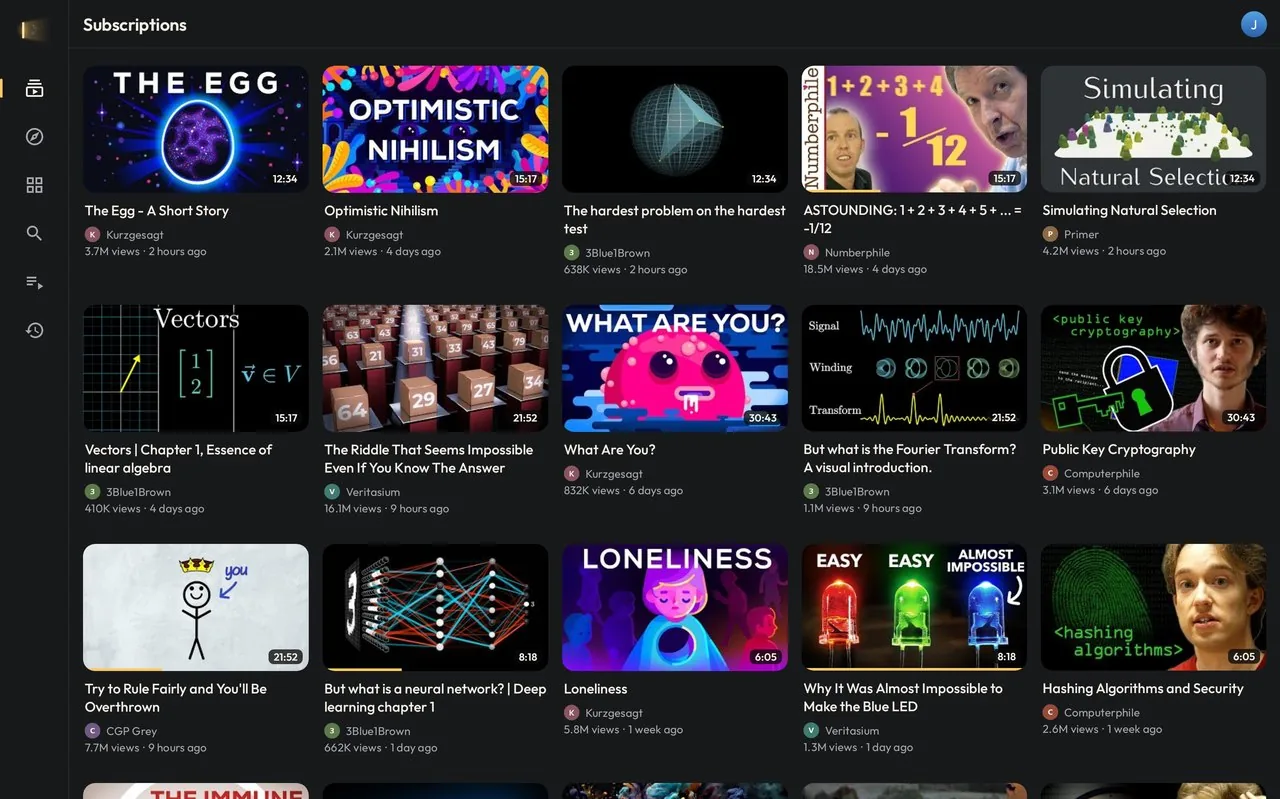 Subscriptions
J
THE EGG
12:34
The Egg - A Short Story
K Kurzgesagt
3.7M views · 2 hours ago
OPTIMISTIC
NIHILISM
15:17
Optimistic Nihilism
K Kurzgesagt
2.1M views · 4 days ago
12:34
The hardest problem on the hardest
test
3 3Blue1Brown
638K views · 2 hours ago
Numberphile
1+2+3+4
- 1/12
15:17
ASTOUNDING: 1 + 2 + 3 + 4 + 5 + ... =
-1/12
N Numberphile
18.5M views · 4 days ago
Simulating
Natural Selectio
12:34
Simulating Natural Selection
P Primer
4.2M views · 2 hours ago
Vectors
[1 2]
v⃗ ∈ V
15:17
Vectors | Chapter 1, Essence of
linear algebra
3 3Blue1Brown
410K views · 4 days ago
56 21 31 33 43 79
64 29 27 34
21:52
The Riddle That Seems Impossible
Even If You Know The Answer
V Veritasium
16.1M views · 9 hours ago
WHAT ARE YOU?
30:43
What Are You?
K Kurzgesagt
832K views · 6 days ago
Signal
Winding
Transform
21:52
But what is the Fourier Transform?
A visual introduction.
3 3Blue1Brown
1.1M views · 9 hours ago
<public key
cryptography>
send the message
to the recipient
30:43
Public Key Cryptography
C Computerphile
3.1M views · 6 days ago
you
21:52
Try to Rule Fairly and You'll Be
Overthrown
C CGP Grey
7.7M views · 9 hours ago
3
8:18
But what is a neural network? | Deep
learning chapter 1
3 3Blue1Brown
662K views · 1 day ago
LONELINESS
6:05
Loneliness
K Kurzgesagt
5.8M views · 1 week ago
EASY EASY ALMOST
IMPOSSIBLE
8:18
Why It Was Almost Impossible to
Make the Blue LED
V Veritasium
1.3M views · 1 day ago
<hashing
algorithms>
6:05
Hashing Algorithms and Security
C Computerphile
2.6M views · 1 week ago
THE IMMUNE